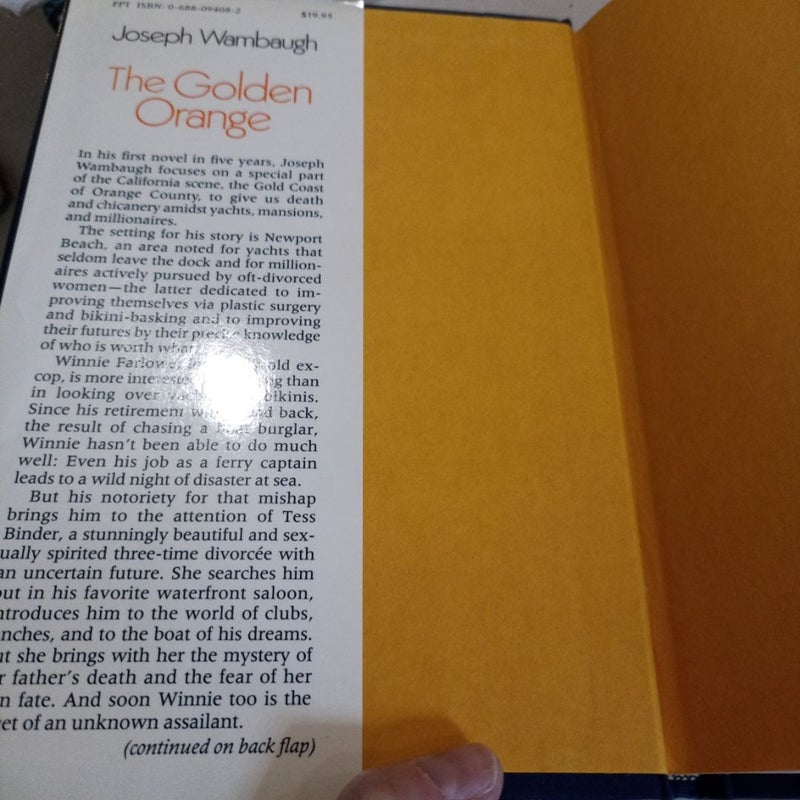 FPT ISBN: 0-688-09408-2
$19.95
Joseph Wambaugh
The Golden
Orange
In his first novel in five years, Joseph
Wambaugh focuses on a special part
of the California scene, the Gold Coast
of Orange County, to give us death
and chicanery amidst yachts, mansions,
and millionaires.
The setting for his story is Newport
Beach, an area noted for yachts that
seldom leave the dock and for million-
aires actively pursued by oft-divorced
women—the latter dedicated to im-
proving themselves via plastic surgery
and bikini-basking and to improving
their futures by their precise knowledge
of who is worth what
Winnie Farlowe, old ex-
cop, is more than
in looking over bikinis.
Since his retirement back,
the result of chasing a burglar,
Winnie hasn't been able to do much
well: Even his job as a ferry captain
leads to a wild night of disaster at sea.
But his notoriety for that mishap
brings him to the attention of Tess
Binder, a stunningly beautiful and sex-
ually spirited three-time divorcée with
an uncertain future. She searches him
out in his favorite waterfront saloon,
ntroduces him to the world of clubs,
nches, and to the boat of his dreams.
ut she brings with her the mystery of
r father's death and the fear of her
n fate. And soon Winnie too is the
get of an unknown assailant.
(continued on back flap)